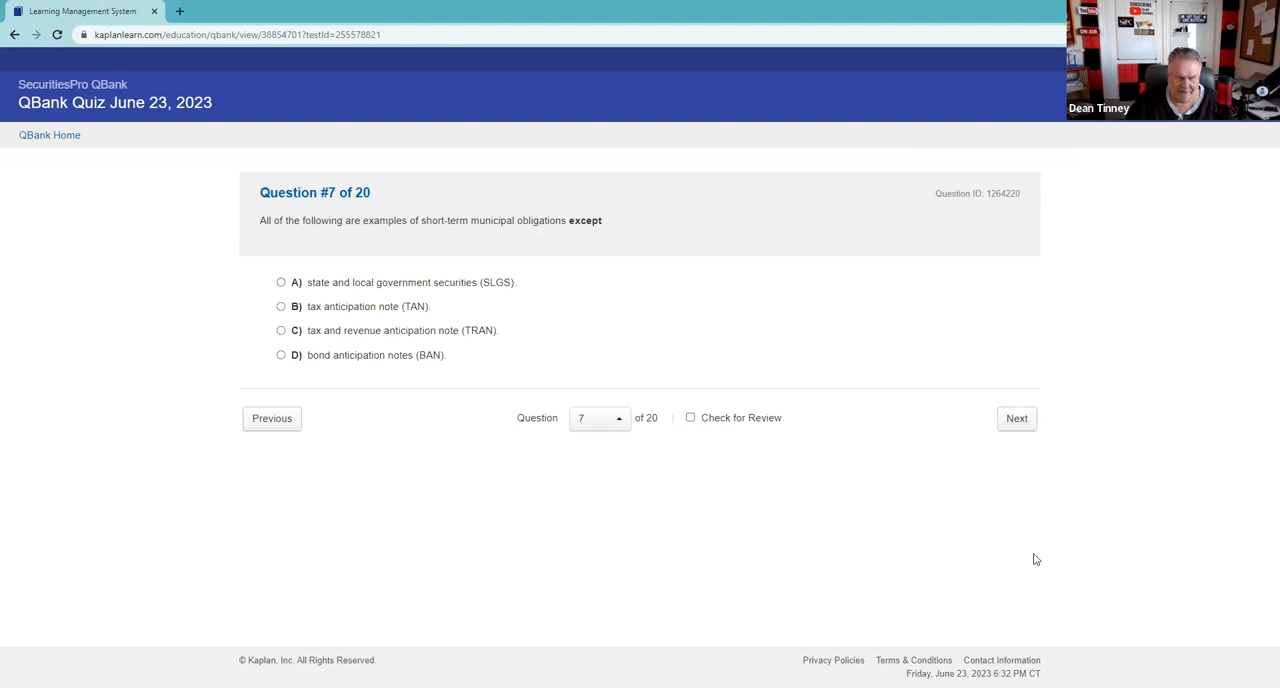 Learning Management System
kaplanlearn.com/education/qbank/view/38854701?testId=255578821
SecuritiesPro QBank
QBank Quiz June 23, 2023
QBank Home
SUBSCRIBE
ON AIR
SIPC
Dean Tinney
Question #7 of 20
Question ID: 1264220
All of the following are examples of short-term municipal obligations except
A) state and local government securities (SLGS).
B) tax anticipation note (TAN).
C) tax and revenue anticipation note (TRAN).
D) bond anticipation notes (BAN).
Previous
Question 7 of 20 | Check for Review
Next
© Kaplan, Inc. All Rights Reserved.
Privacy Policies Terms & Conditions Contact Information
Friday, June 23, 2023 6:32 PM CT